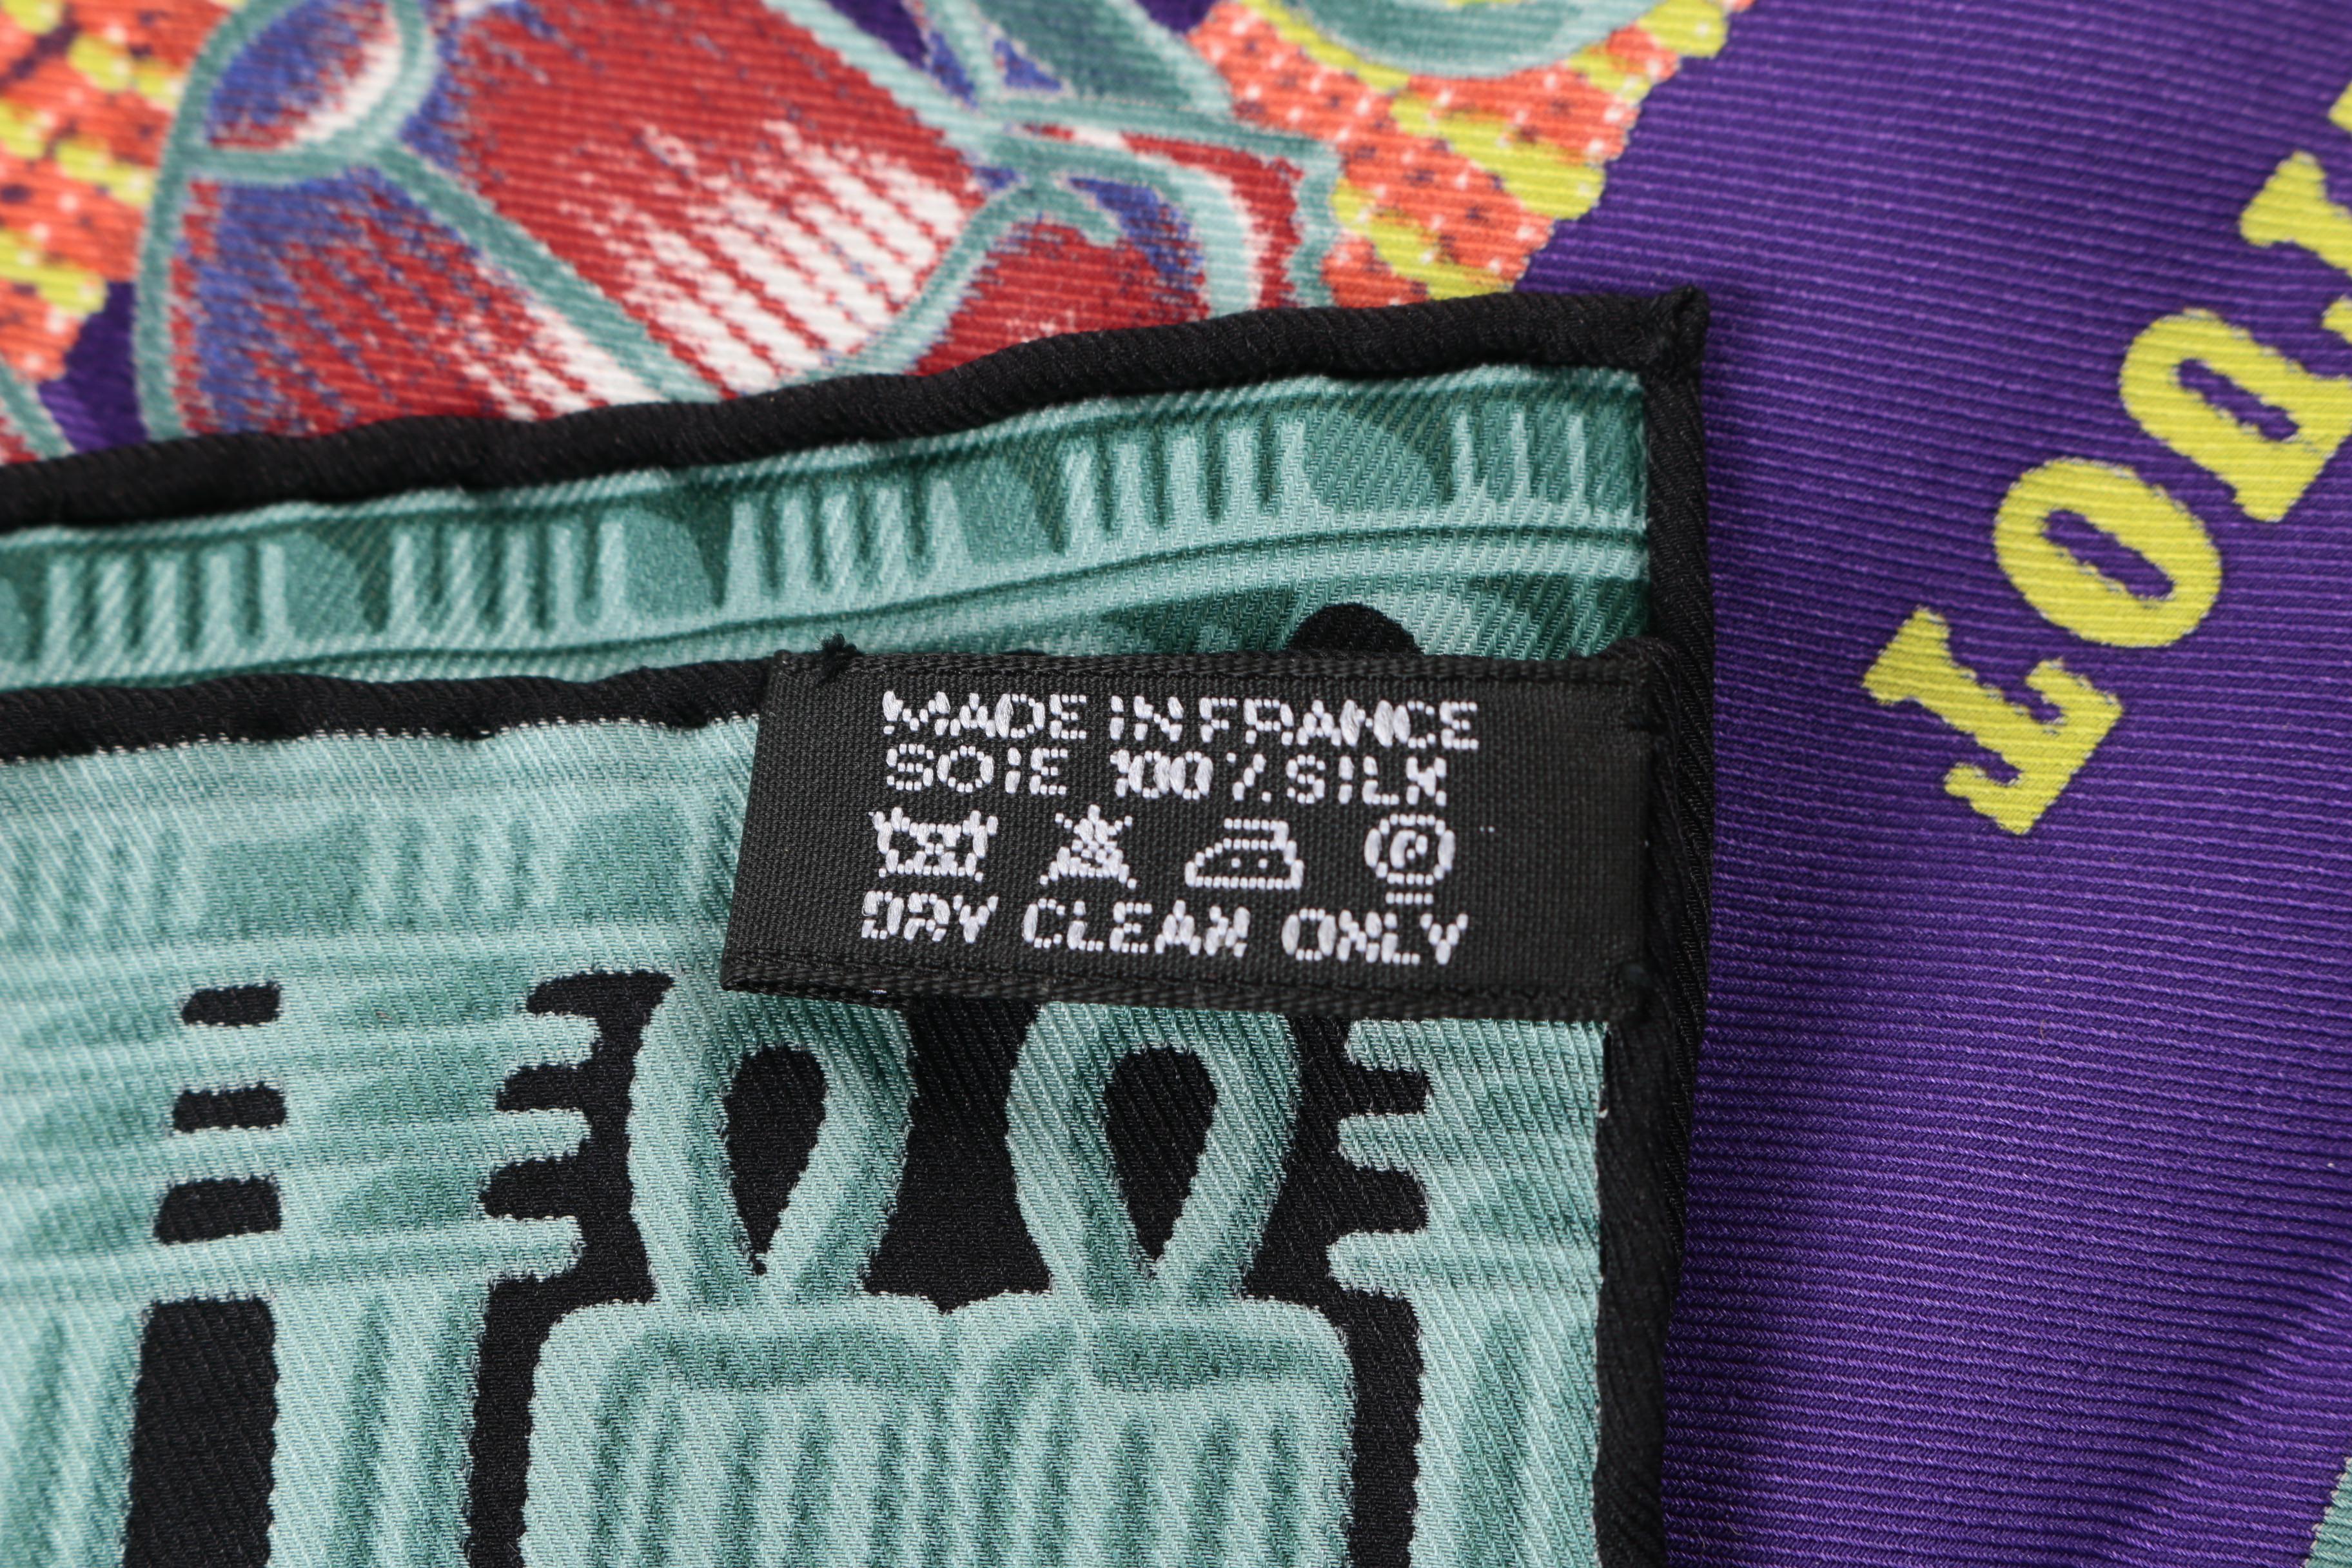 MADE IN FRANCE
SOIE 100% SILK
P
DRY CLEAN ONLY